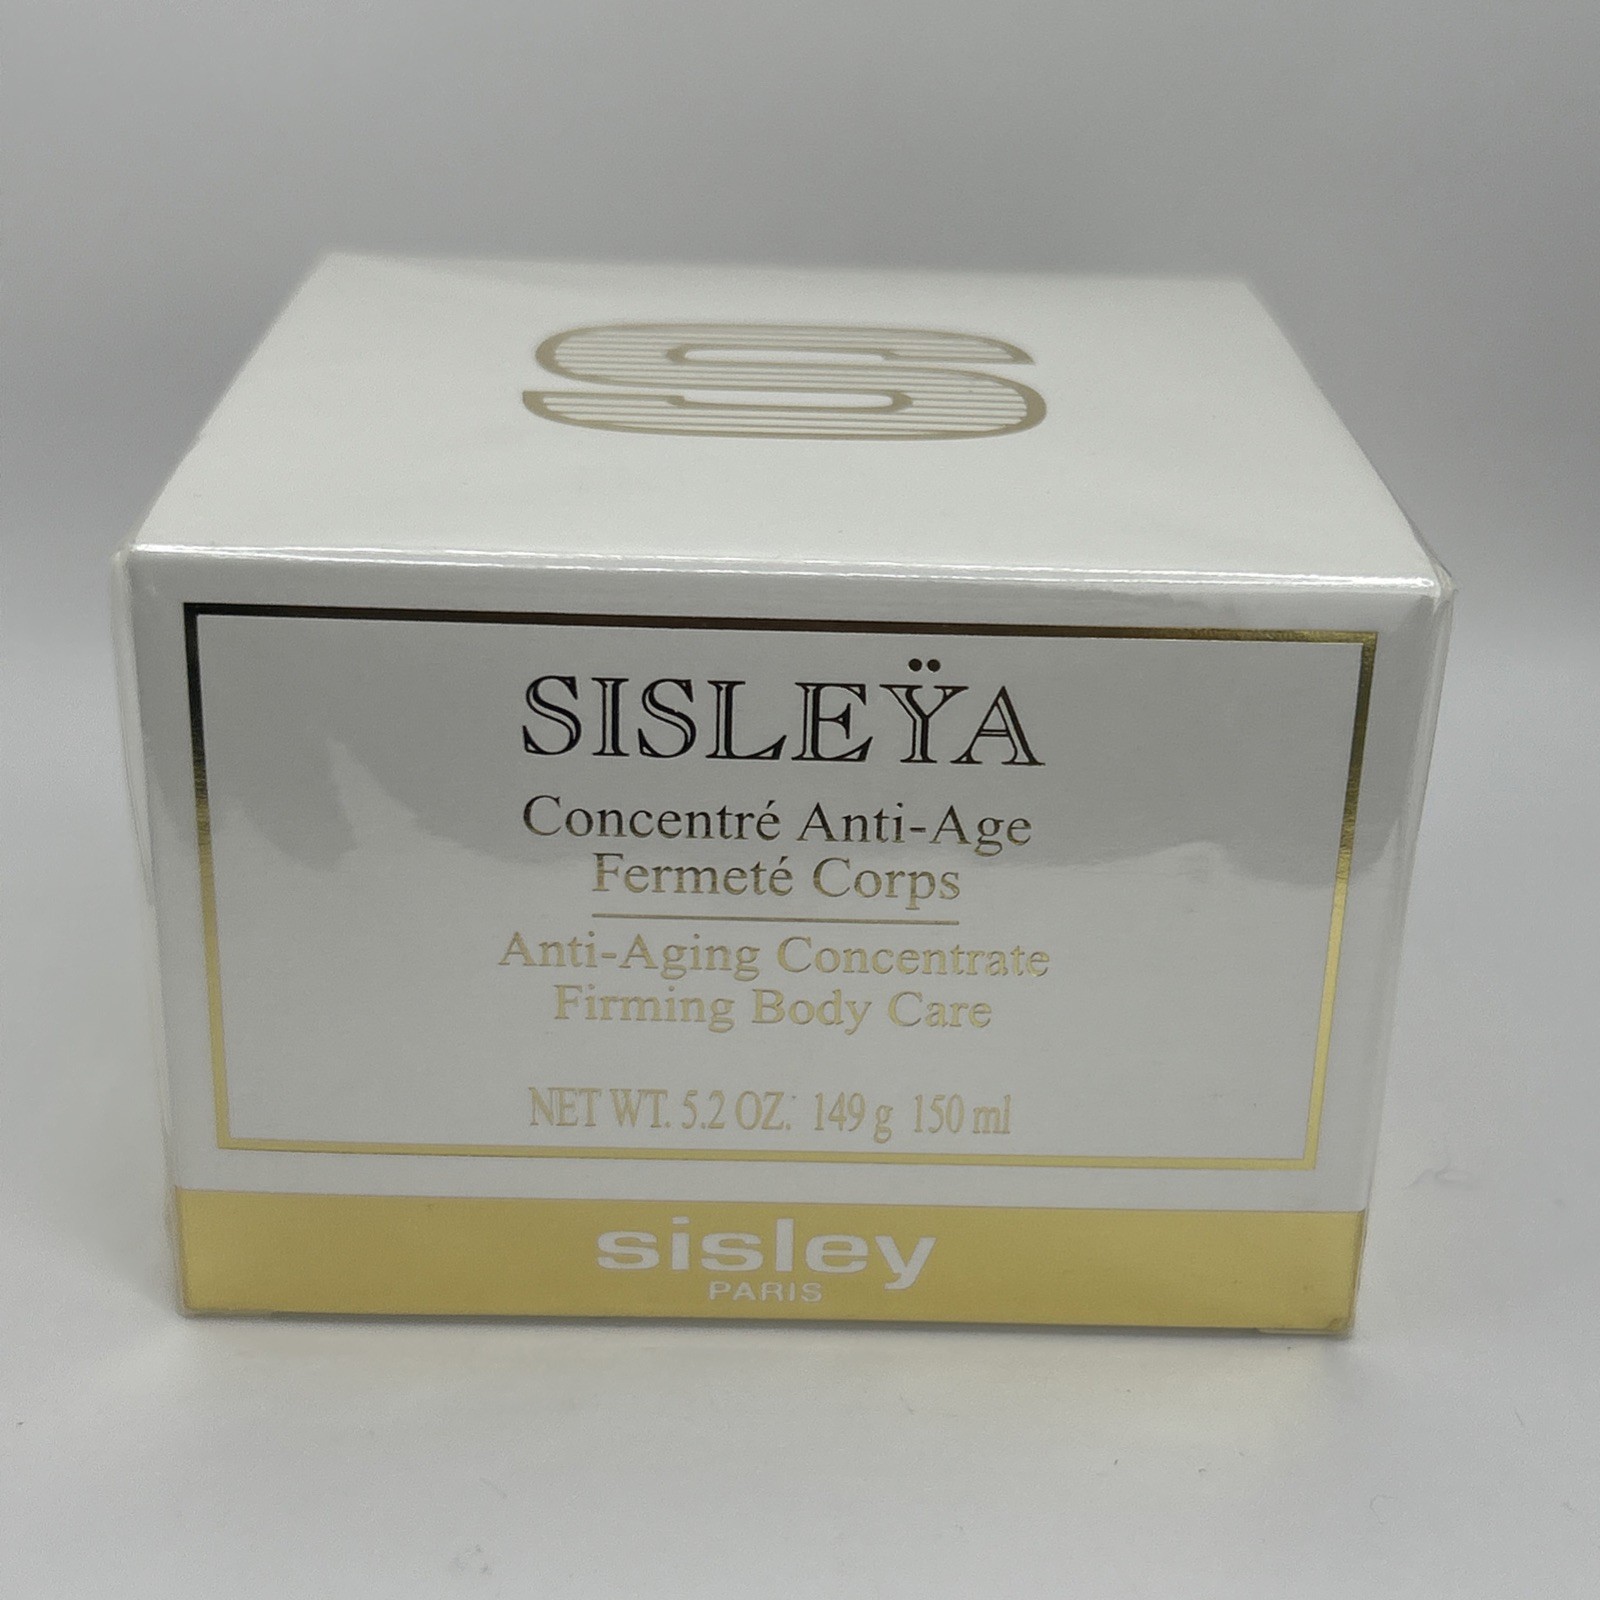 S
SISLEŸA
Concentré Anti-Age
Fermeté Corps
Anti-Aging Concentrate
Firming Body Care
NET WT. 5.2 OZ. 149 g 150 ml
sisley
PARIS